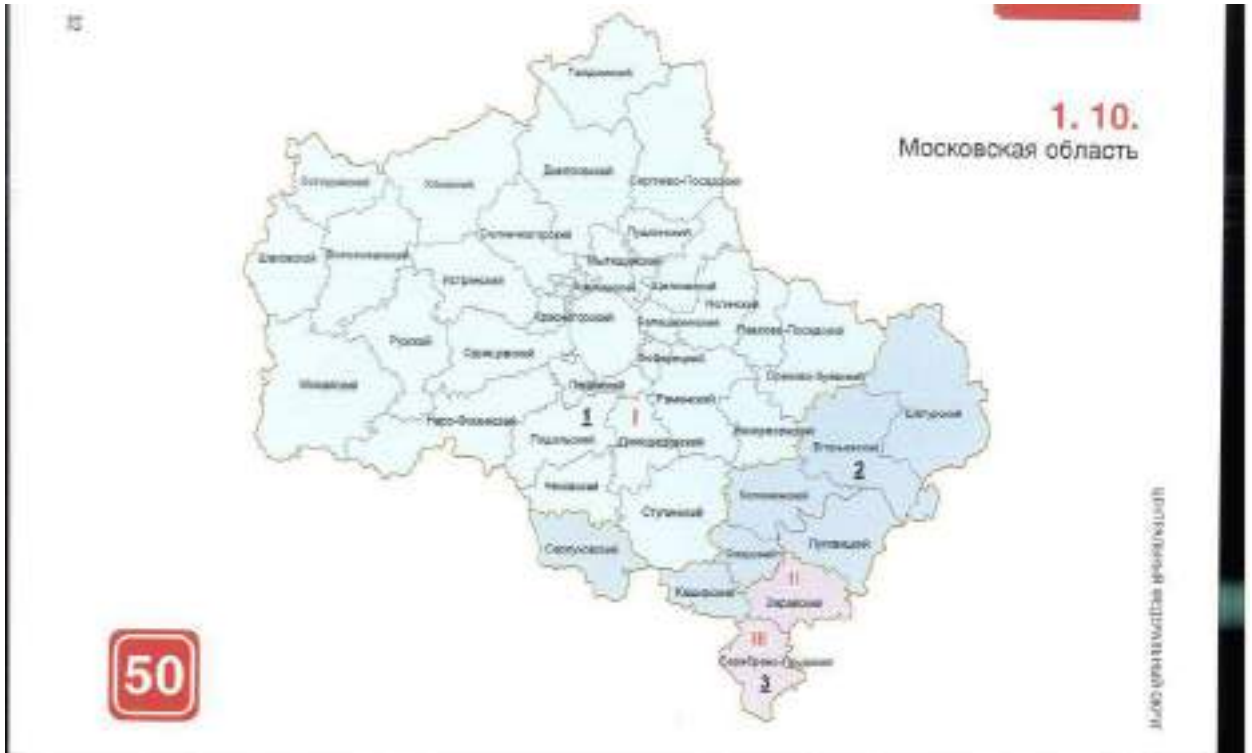 1. 10.
Московская область
Талдомский
Дмитровский
Сергиево-Посадский
Клинский
Солнечногорский
Пушкинский
Мытищинский
Шаховской
Волоколамский
Истринский
Щелковский
Ногинский
Красногорский
Балашихинский
Павлово-Посадский
Рузский
Одинцовский
Люберецкий
Орехово-Зуевский
Можайский
Ленинский
Раменский
Шатурский
Наро-Фоминский
1
I
Воскресенский
Подольский
Домодедовский
Егорьевский
2
Чеховский
Коломенский
Ступинский
Серпуховский
Озерский
Луховицкий
Каширский
II
Зарайский
III
Серебряно-Прудский
3
50
ЦЕНТРАЛЬНЫЙ ФЕДЕРАЛЬНЫЙ ОКРУГ